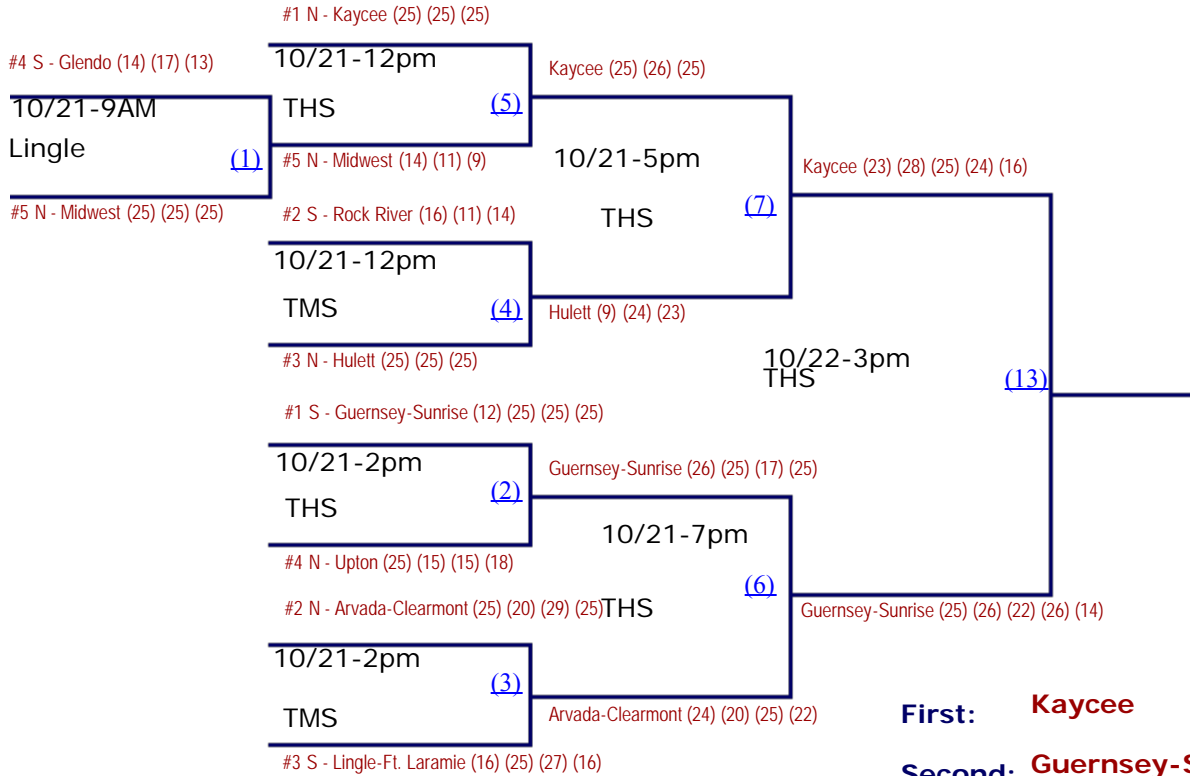 #1 N - Kaycee (25) (25) (25)
#4 S - Glendo (14) (17) (13)
10/21-12pm
Kaycee (25) (26) (25)
10/21-9AM
THS
(5)
Lingle
(1)
#5 N - Midwest (14) (11) (9)
10/21-5pm
Kaycee (23) (28) (25) (24) (16)
#5 N - Midwest (25) (25) (25)
#2 S - Rock River (16) (11) (14)
THS
(7)
10/21-12pm
TMS
(4)
Hulett (9) (24) (23)
#3 N - Hulett (25) (25) (25)
10/22-3pm
THS
(13)
#1 S - Guernsey-Sunrise (12) (25) (25) (25)
10/21-2pm
Guernsey-Sunrise (26) (25) (17) (25)
THS
(2)
10/21-7pm
#4 N - Upton (25) (15) (15) (18)
(6)
#2 N - Arvada-Clearmont (25) (20) (29) (25)
THS
Guernsey-Sunrise (25) (26) (22) (26) (14)
10/21-2pm
(3)
TMS
Arvada-Clearmont (24) (20) (25) (22)
First: Kaycee
#3 S - Lingle-Ft. Laramie (16) (25) (27) (16)
Second: Guernsey-S